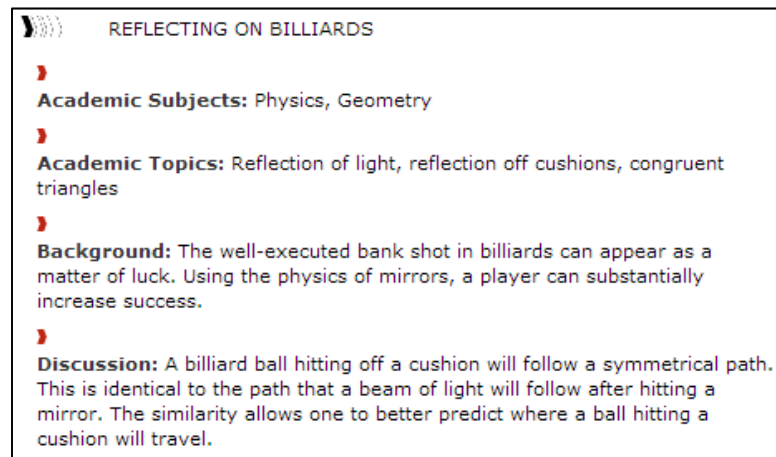 REFLECTING ON BILLIARDS
Academic Subjects: Physics, Geometry
Academic Topics: Reflection of light, reflection off cushions, congruent
triangles
Background: The well-executed bank shot in billiards can appear as a
matter of luck. Using the physics of mirrors, a player can substantially
increase success.
Discussion: A billiard ball hitting off a cushion will follow a symmetrical path.
This is identical to the path that a beam of light will follow after hitting a
mirror. The similarity allows one to better predict where a ball hitting a
cushion will travel.